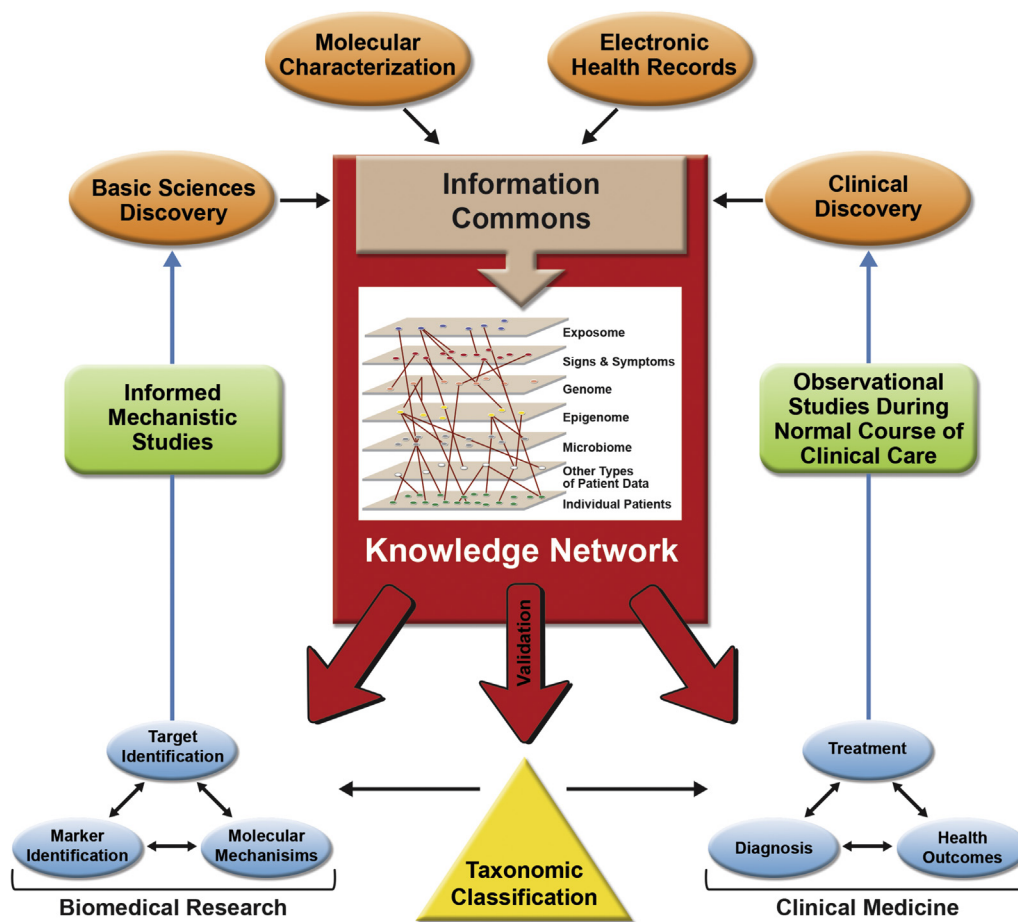 Molecular
Characterization
Electronic
Health Records
Basic Sciences
Discovery
Information
Commons
Clinical
Discovery
Exposome
Signs & Symptoms
Genome
Epigenome
Microbiome
Other Types
of Patient Data
Individual Patients
Informed
Mechanistic
Studies
Observational
Studies During
Normal Course of
Clinical Care
Knowledge Network
Validation
Target
Identification
Marker
Identification
Molecular
Mechanisims
Biomedical Research
Taxonomic
Classification
Treatment
Diagnosis
Health
Outcomes
Clinical Medicine